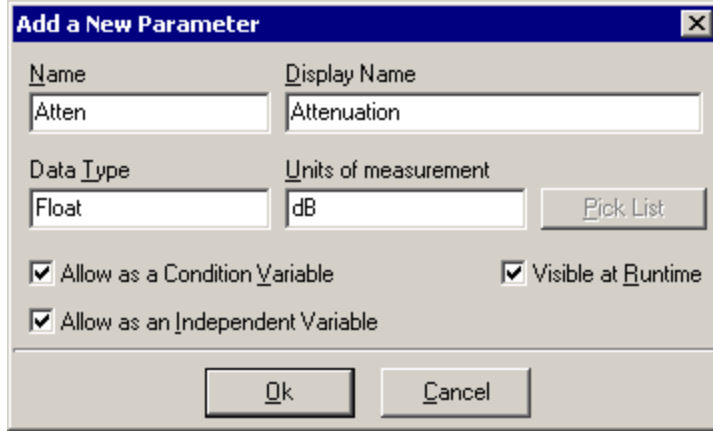 Add a New Parameter
Name Display Name
Atten Attenuation
Data Type Units of measurement
Float dB Pick List
Allow as a Condition Variable Visible at Runtime
Allow as an Independent Variable
Ok Cancel